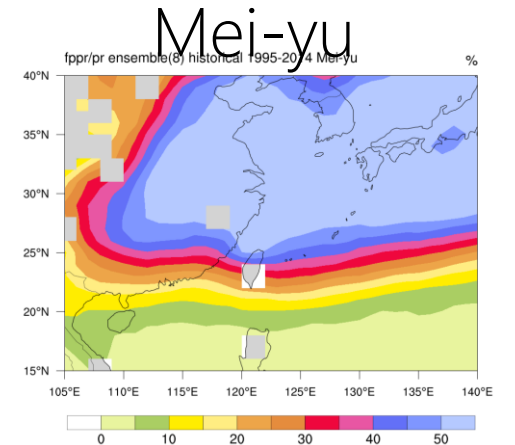 Mei-yu
fppr/pr ensemble(8) historical 1995-2014 Mei-yu %
40°N
35°N
30°N
25°N
20°N
15°N
105°E 110°E 115°E 120°E 125°E 130°E 135°E 140°E
0 10 20 30 40 50